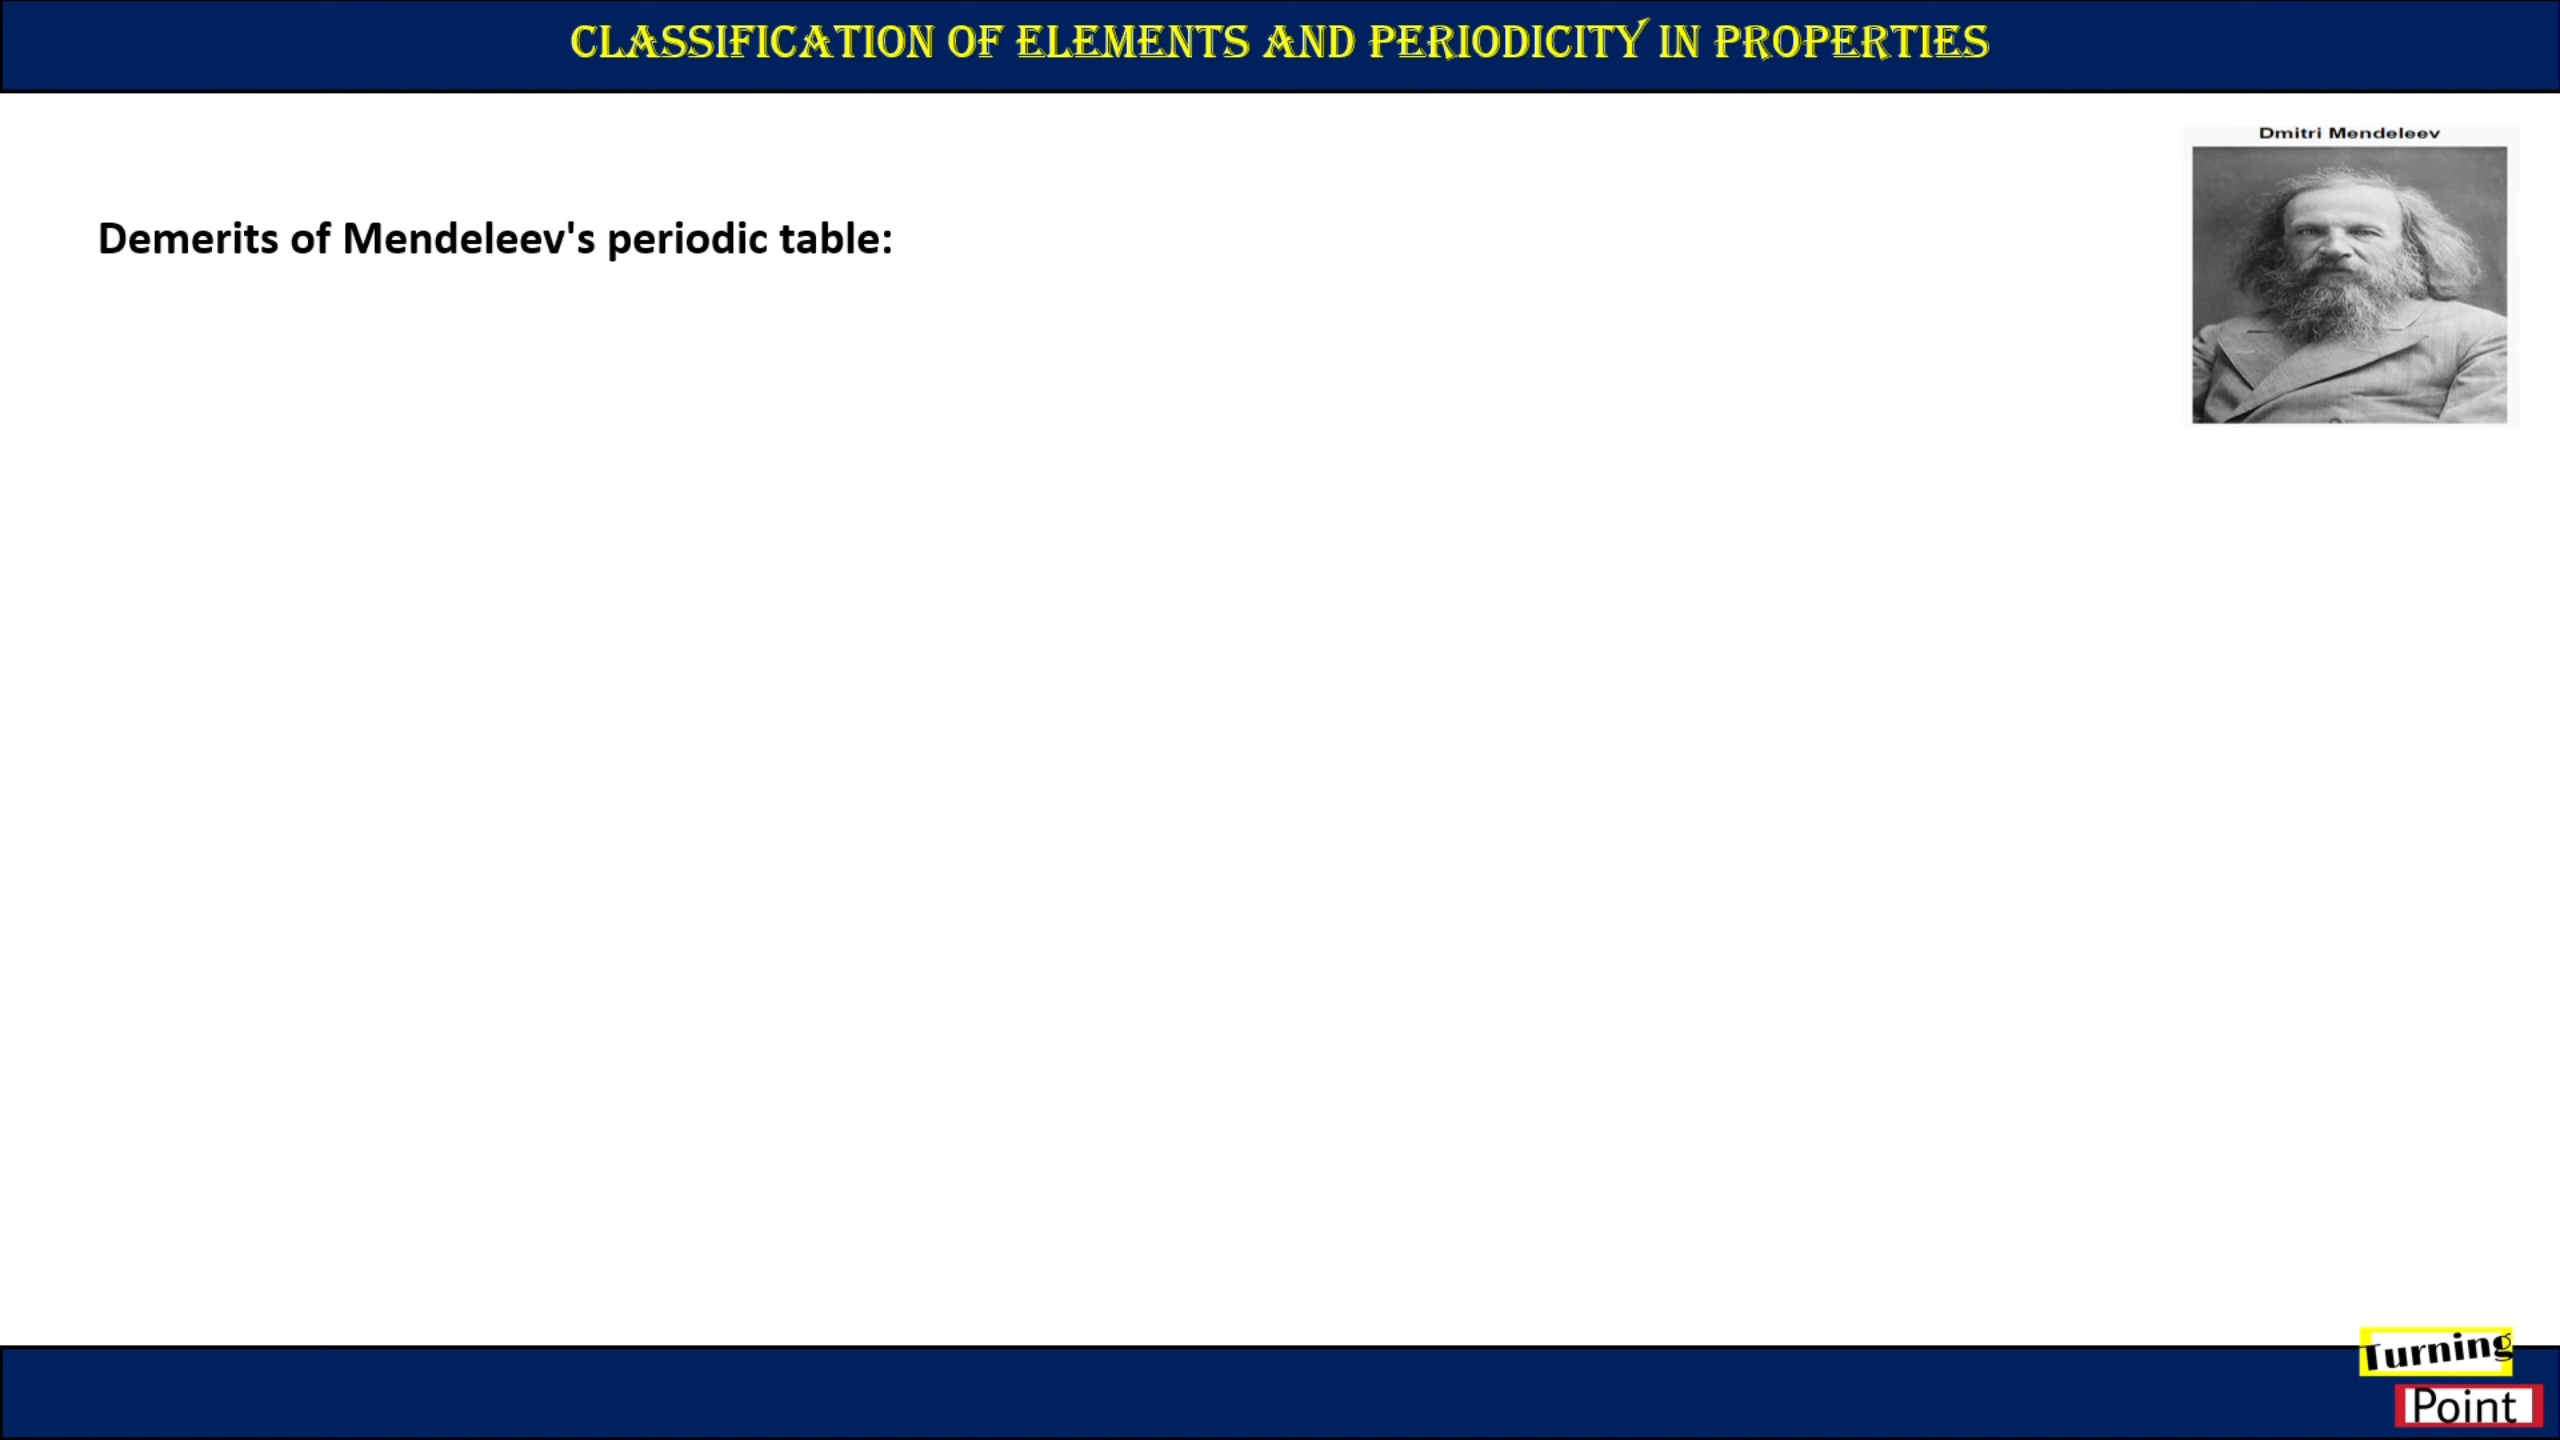 CLASSIFICATION OF ELEMENTS AND PERIODICITY IN PROPERTIES
Dmitri Mendeleev
Demerits of Mendeleev's periodic table:
Turning
Point